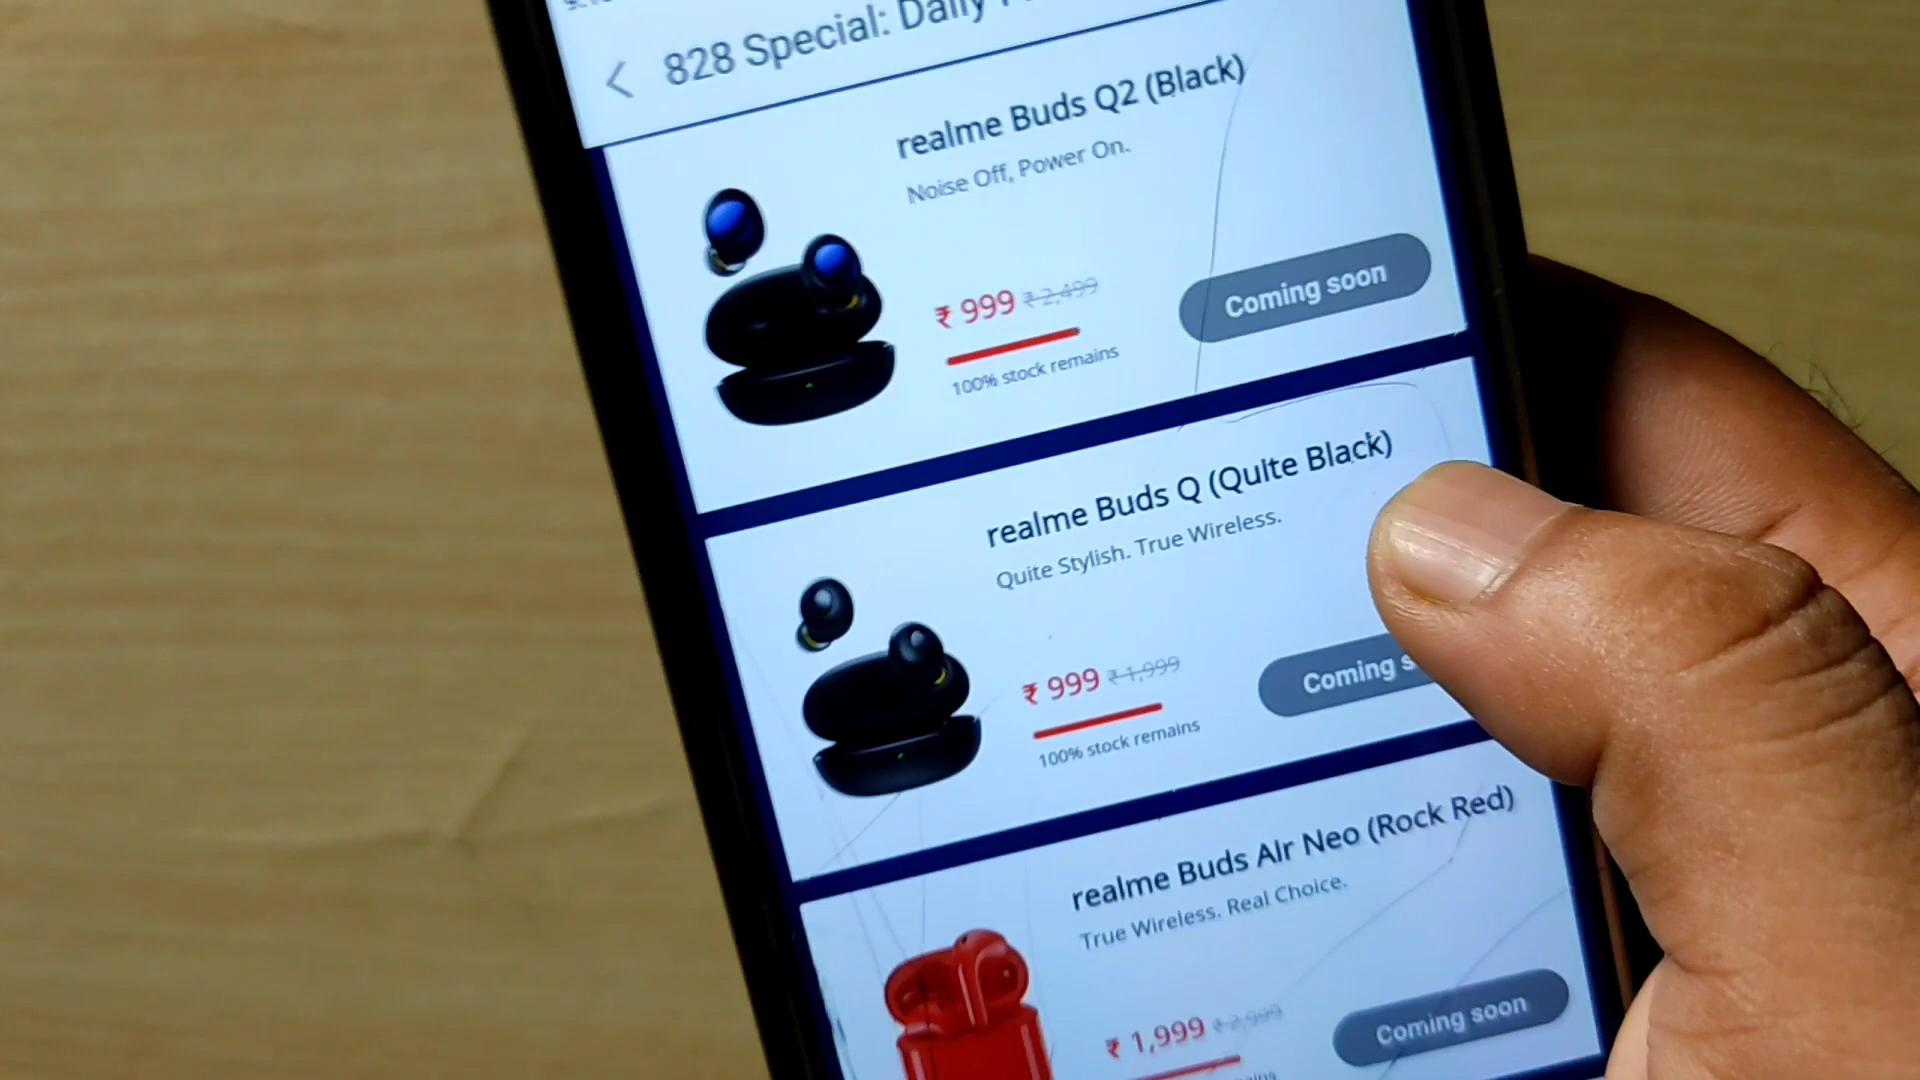 828 Special: Daily
realme Buds Q2 (Black)
Noise Off, Power On.
₹ 999 ₹ 2,499
Coming soon
100% stock remains
realme Buds Q (Quite Black)
Quite Stylish. True Wireless.
₹ 999 ₹ 1,999
Coming s
100% stock remains
realme Buds Air Neo (Rock Red)
True Wireless. Real Choice.
₹ 1,999 ₹ 2,999
Coming soon